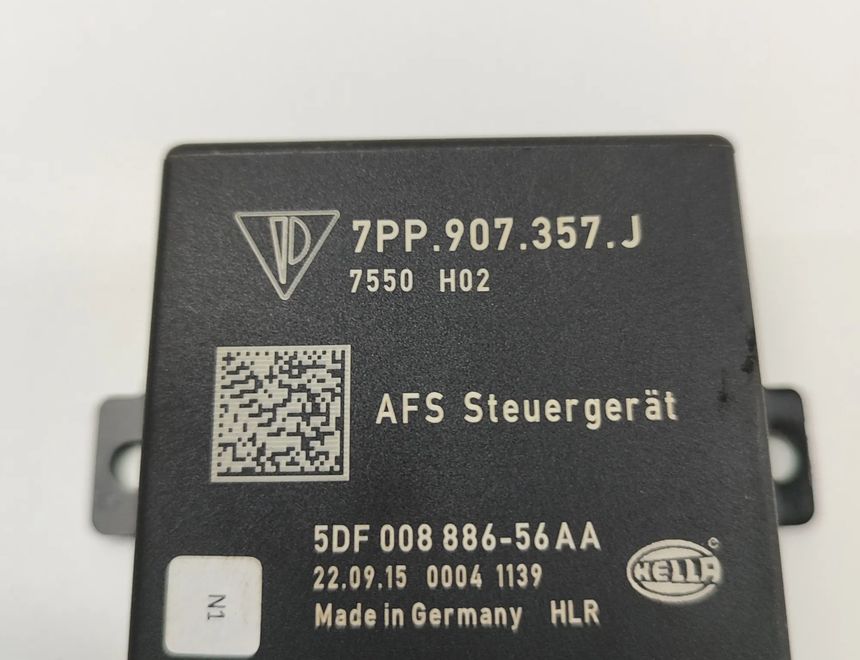 7PP.907.357.J
7550 H02
AFS Steuergerät
5DF 008 886-56AA
22.09.15 0004 1139
HELLA
Made in Germany HLR
N1